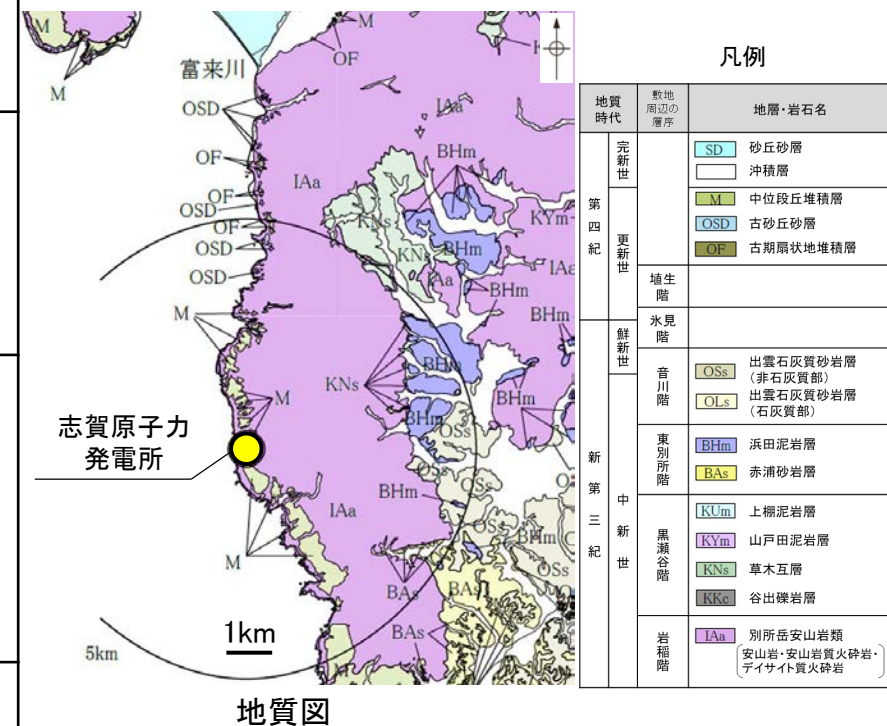 M
M
M
OF
K
富来川
OSD
IAa
BHm
OF
IAa
OF
KNs
KYm
OSD
OF
BHm
OSD
KNs
IAa
OSD
IAa
BHm
M
BHm
BHm
KNs
BHm
M
BHm
OSs
志賀原子力
発電所
OSs
OSs
BHm
IAa
OSs
BHm
M
OSs
BAs
BAs
1km
BAs
5km
M
地質図
凡例
地質時代
敷地周辺の層序
地層・岩石名
第四紀
完新世
SD 砂丘砂層
沖積層
更新世
M 中位段丘堆積層
OSD 古砂丘砂層
OF 古期扇状地堆積層
埴生階
新第三紀
鮮新世
氷見階
音川階
OSs 出雲石灰質砂岩層
(非石灰質部)
OLs 出雲石灰質砂岩層
(石灰質部)
中新世
東別所階
BHm 浜田泥岩層
BAs 赤浦砂岩層
黒瀬谷階
KUm 上棚泥岩層
KYm 山戸田泥岩層
KNs 草木互層
KKc 谷出礫岩層
岩稲階
IAa 別所岳安山岩類
安山岩・安山岩質火砕岩・
デイサイト質火砕岩